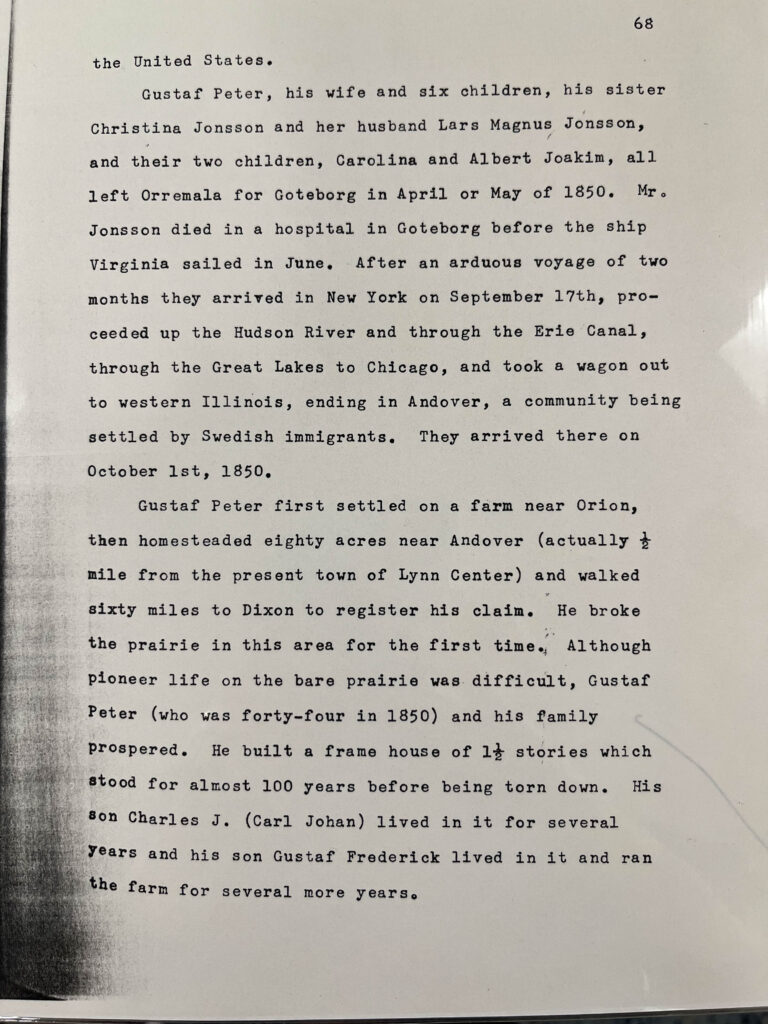 68
the United States.
Gustaf Peter, his wife and six children, his sister
Christina Jonsson and her husband Lars Magnus Jonsson,
and their two children, Carolina and Albert Joakim, all
left Orremala for Goteborg in April or May of 1850. Mr.
Jonsson died in a hospital in Goteborg before the ship
Virginia sailed in June. After an arduous voyage of two
months they arrived in New York on September 17th, pro-
ceeded up the Hudson River and through the Erie Canal,
through the Great Lakes to Chicago, and took a wagon out
to western Illinois, ending in Andover, a community being
settled by Swedish immigrants. They arrived there on
October 1st, 1850.
Gustaf Peter first settled on a farm near Orion,
then homesteaded eighty acres near Andover (actually ½
mile from the present town of Lynn Center) and walked
sixty miles to Dixon to register his claim. He broke
the prairie in this area for the first time. Although
pioneer life on the bare prairie was difficult, Gustaf
Peter (who was forty-four in 1850) and his family
prospered. He built a frame house of 1½ stories which
stood for almost 100 years before being torn down. His
son Charles J. (Carl Johan) lived in it for several
years and his son Gustaf Frederick lived in it and ran
the farm for several more years.